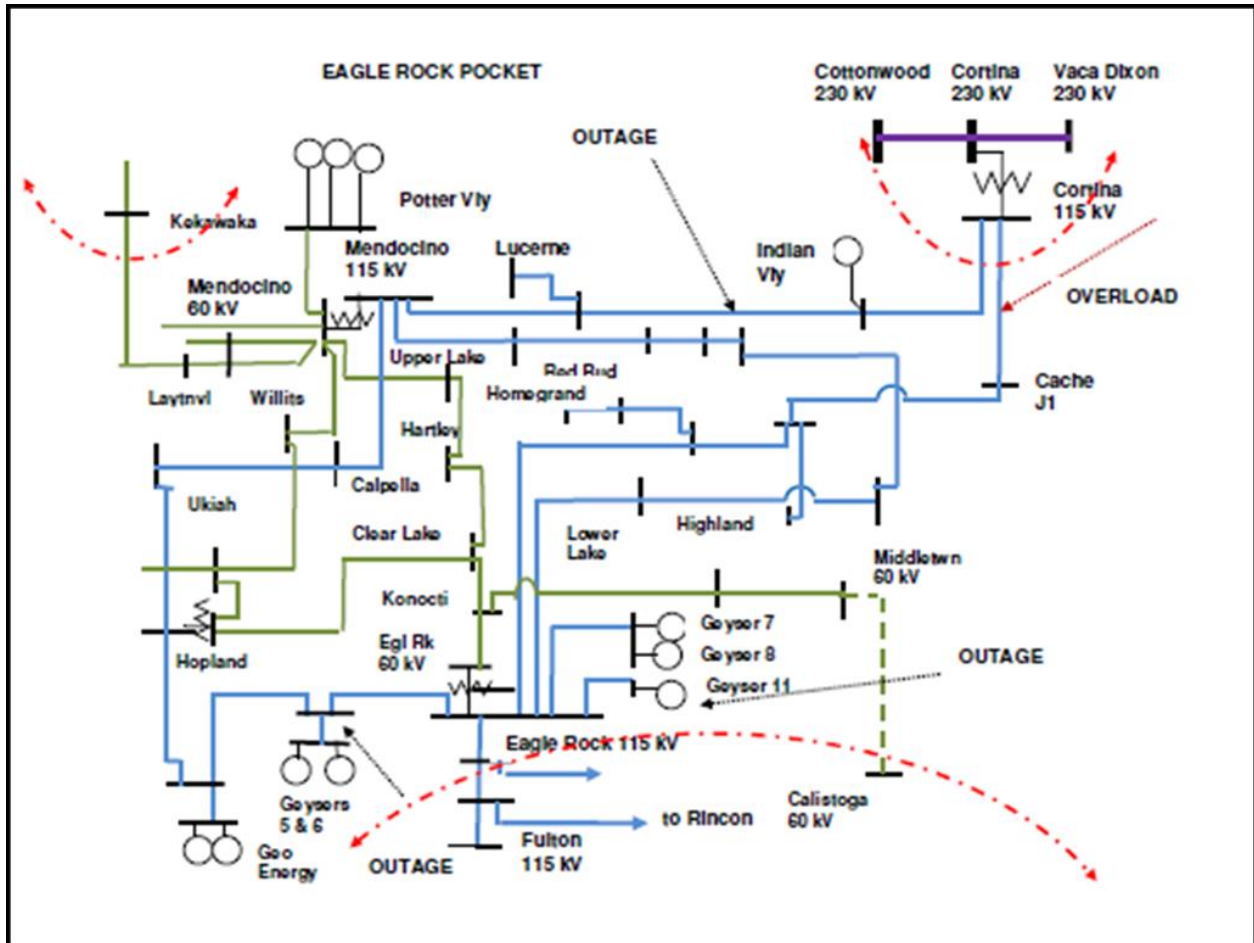 EAGLE ROCK POCKET
Cottonwood
230 kV
Cortina
230 kV
Vaca Dixon
230 kV
OUTAGE
Cortina
115 kV
Kekawaka
Potter Vly
Mendocino
115 kV
Lucerne
Indian
Vly
OVERLOAD
Mendocino
60 kV
Upper Lake
Red Bud
Homegrand
Cache
J1
Laytnvl
Willits
Hartley
Calpella
Ukiah
Clear Lake
Lower
Lake
Highland
Middletwn
60 kV
Konocti
Egl Rk
60 kV
Geyser 7
Geyser 8
Geyser 11
OUTAGE
Hopland
Eagle Rock 115 kV
Geysers
5 & 6
Calistoga
60 kV
to Rincon
Fulton
115 kV
Geo
Energy
OUTAGE